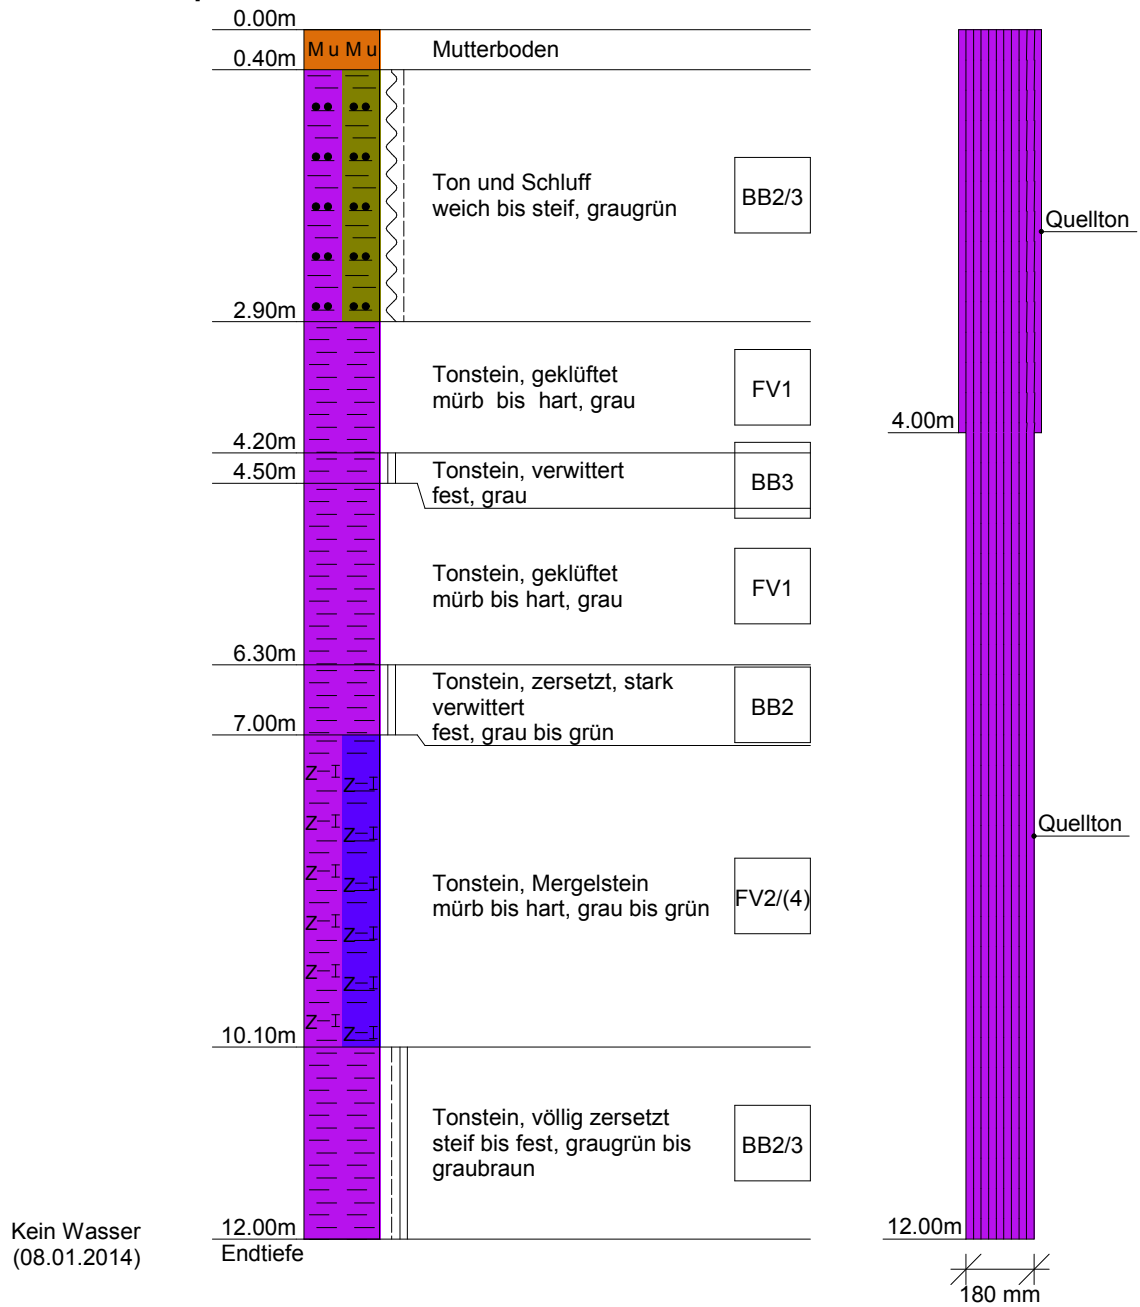 0.00m
Mu Mu
Mutterboden
0.40m
Ton und Schluff
weich bis steif, graugrün
BB2/3
Quellton
2.90m
Tonstein, geklüftet
mürb bis hart, grau
FV1
4.00m
4.20m
Tonstein, verwittert
fest, grau
BB3
4.50m
Tonstein, geklüftet
mürb bis hart, grau
FV1
6.30m
Tonstein, zersetzt, stark
verwittert
fest, grau bis grün
BB2
7.00m
Quellton
Tonstein, Mergelstein
mürb bis hart, grau bis grün
FV2/(4)
10.10m
Tonstein, völlig zersetzt
steif bis fest, graugrün bis
graubraun
BB2/3
Kein Wasser
(08.01.2014)
12.00m
Endtiefe
12.00m
180 mm